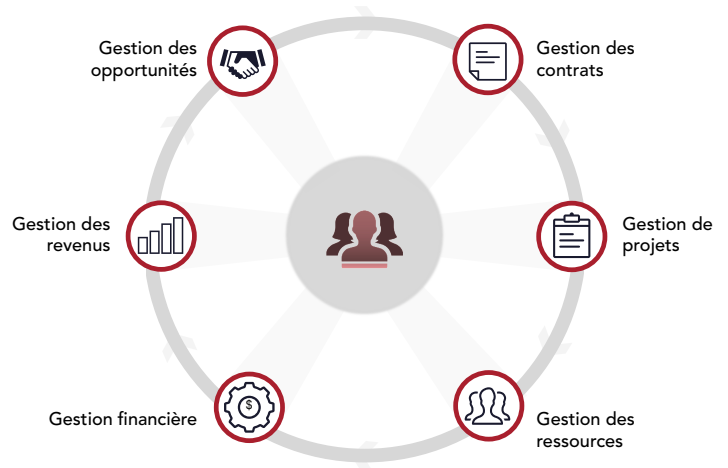 Gestion des
opportunités
Gestion des
contrats
Gestion des
revenus
Gestion de
projets
$
Gestion financière
Gestion des
ressources